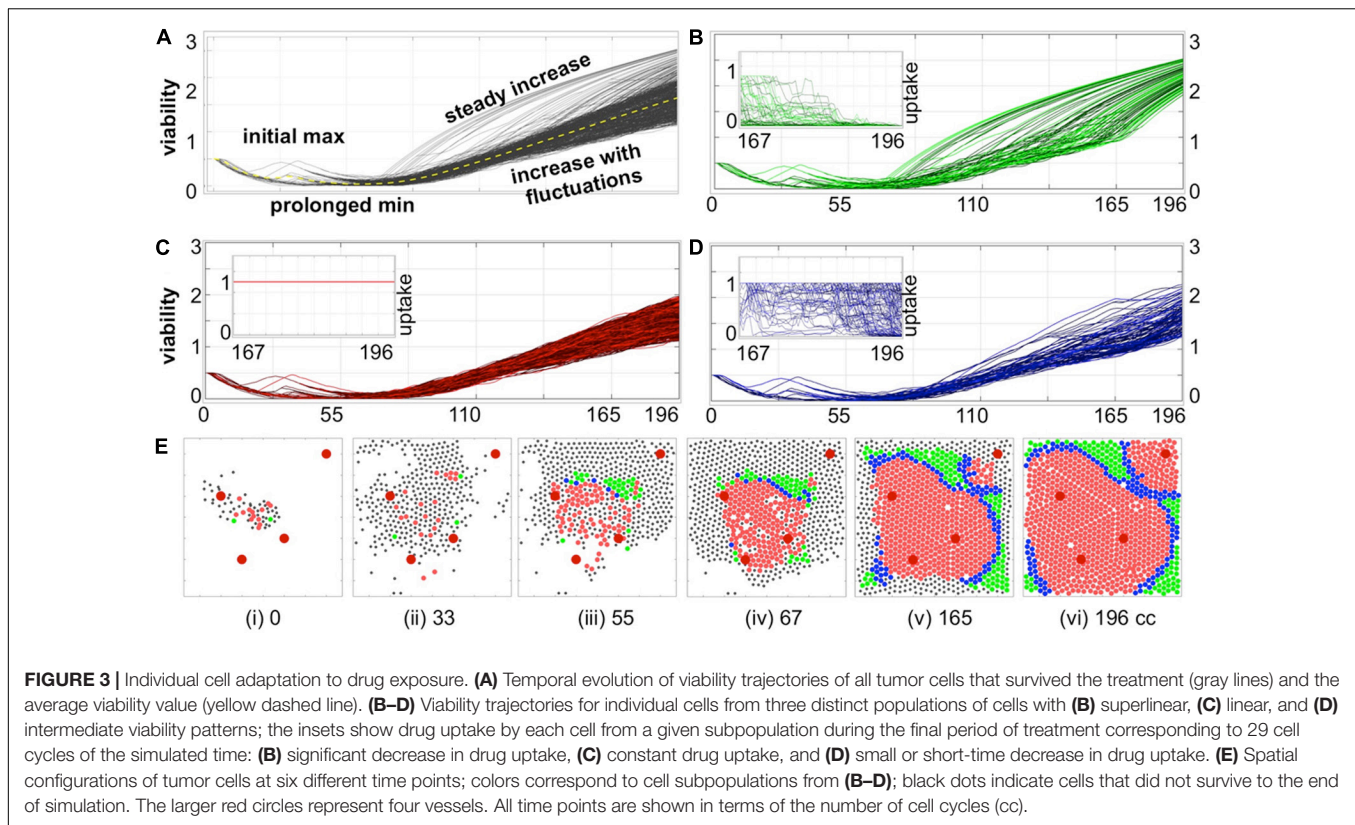 A
3
2
1
0
viability
initial max
prolonged min
steady increase
increase with
fluctuations
B
3
2
1
0
1
0
uptake
167
196
0
55
110
165
196
C
3
2
1
0
viability
1
0
uptake
167
196
0
55
110
165
196
D
3
2
1
0
1
0
uptake
167
196
0
55
110
165
196
E
(i) 0
(ii) 33
(iii) 55
(iv) 67
(v) 165
(vi) 196 cc
FIGURE 3 | Individual cell adaptation to drug exposure. (A) Temporal evolution of viability trajectories of all tumor cells that survived the treatment (gray lines) and the
average viability value (yellow dashed line). (B–D) Viability trajectories for individual cells from three distinct populations of cells with (B) superlinear, (C) linear, and (D)
intermediate viability patterns; the insets show drug uptake by each cell from a given subpopulation during the final period of treatment corresponding to 29 cell
cycles of the simulated time: (B) significant decrease in drug uptake, (C) constant drug uptake, and (D) small or short-time decrease in drug uptake. (E) Spatial
configurations of tumor cells at six different time points; colors correspond to cell subpopulations from (B–D); black dots indicate cells that did not survive to the end
of simulation. The larger red circles represent four vessels. All time points are shown in terms of the number of cell cycles (cc).